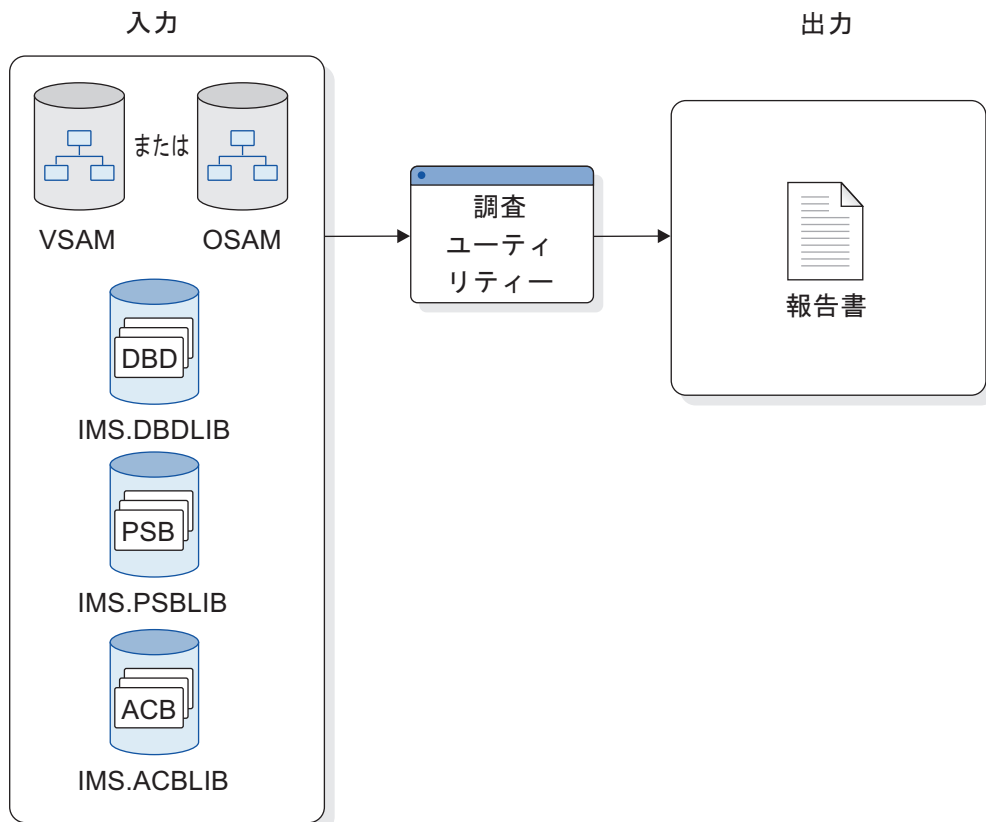 入力
出力
または
VSAM
OSAM
DBD
IMS.DBDLIB
PSB
IMS.PSBLIB
ACB
IMS.ACBLIB
調査
ユーティ
リティー
報告書